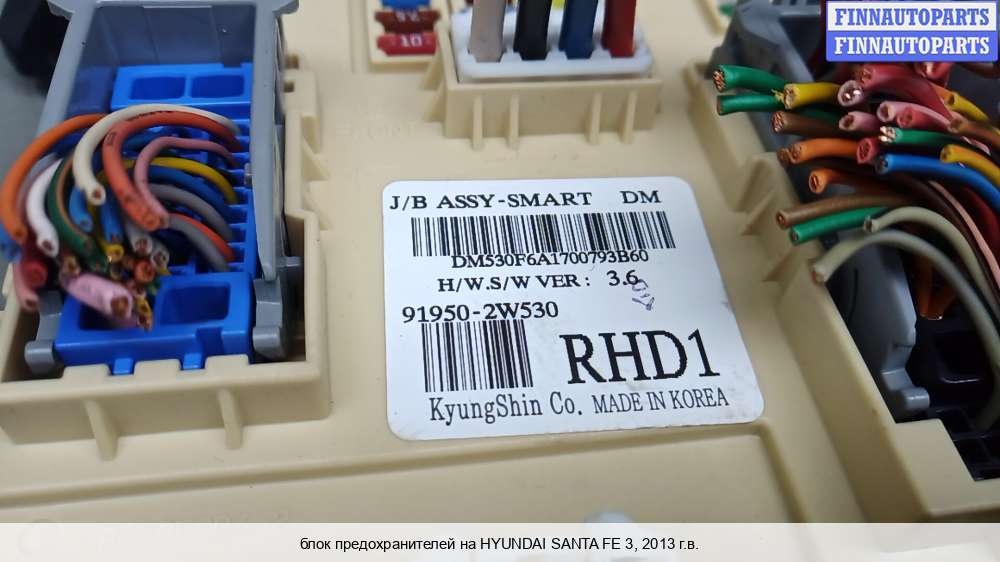 FINNAUTOPARTS
FINNAUTOPARTS
10
J/B ASSY-SMART DM
DM530F6A1700793B60
H/W.S/W VER : 3.6
91950-2W530
RHD1
KyungShin Co. MADE IN KOREA
блок предохранителей на HYUNDAI SANTA FE 3, 2013 г.в.